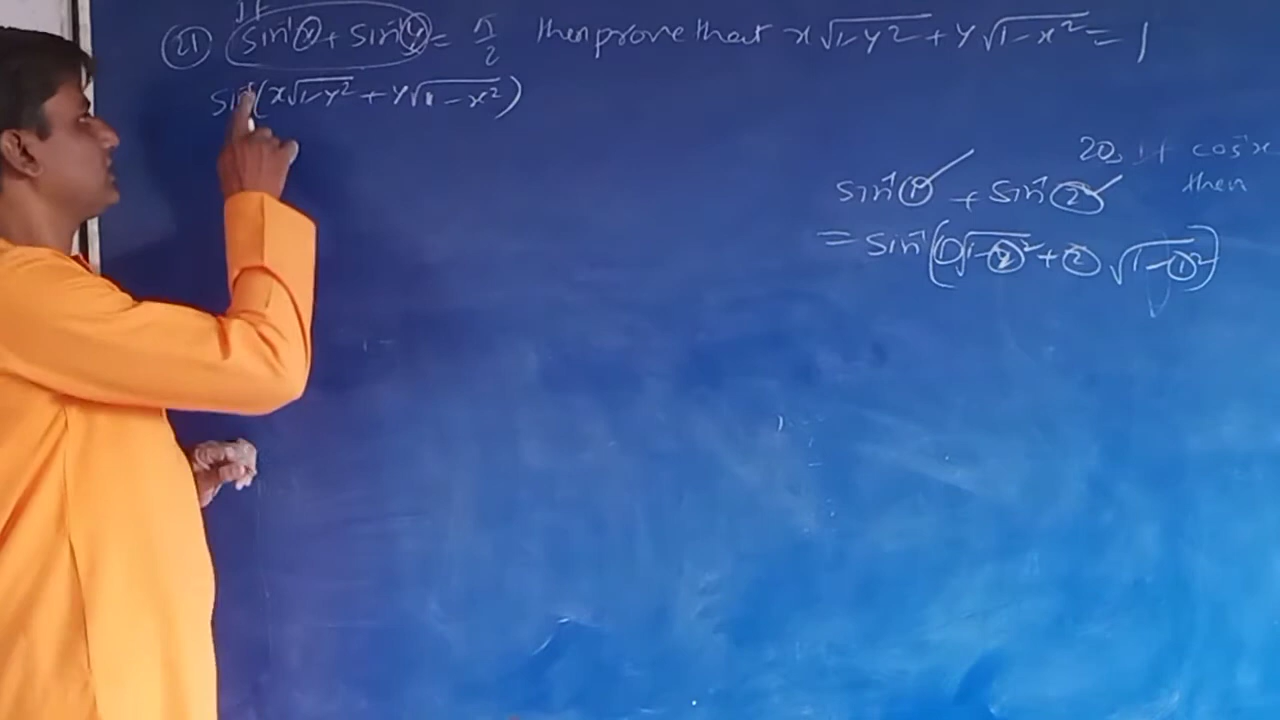 If
21 sin⁻¹x + sin⁻¹y = π/2 then prove that x√1-y² + y√1-x² = 1
sin⁻¹(x√1-y² + y√1-x²)
20, If cos⁻¹x
then
sin⁻¹① + sin⁻¹②
= sin⁻¹(①√1-②² + ②√1-①²)